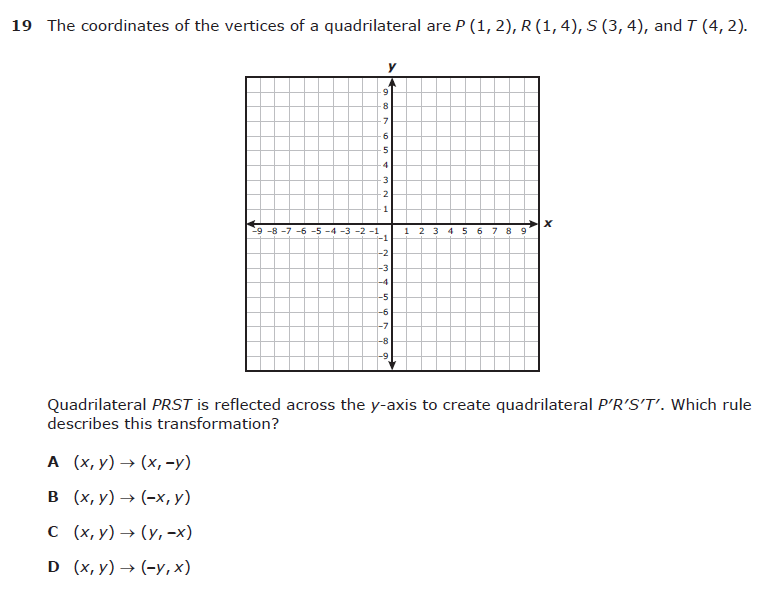 19 The coordinates of the vertices of a quadrilateral are P (1, 2), R (1, 4), S (3, 4), and T (4, 2).
y
9
8
7
6
5
4
3
2
1
–9 –8 –7 –6 –5 –4 –3 –2 –1 1 2 3 4 5 6 7 8 9 x
–1
–2
–3
–4
–5
–6
–7
–8
–9
Quadrilateral PRST is reflected across the y-axis to create quadrilateral P′R′S′T′. Which rule
describes this transformation?
A (x, y) → (x, –y)
B (x, y) → (–x, y)
C (x, y) → (y, –x)
D (x, y) → (–y, x)